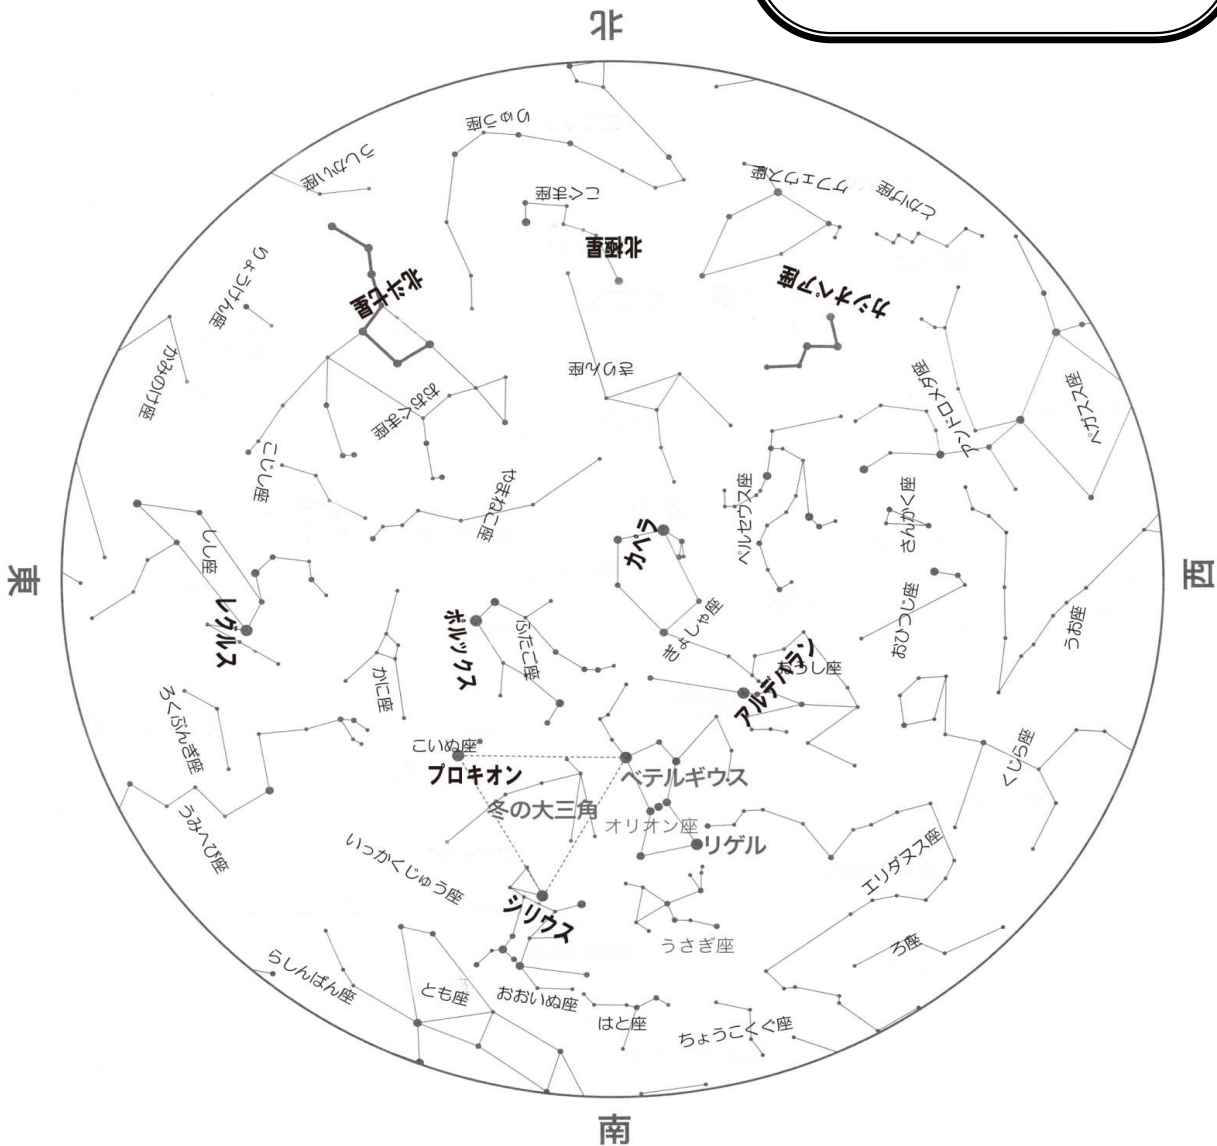 北
りゅう座
うしかい座
こぐま座
ケフェウス座
とかげ座
北極星
りょうけん座
北斗七星
カシオペア座
かみのけ座
きりん座
おおぐま座
アンドロメダ座
ペガスス座
こじし座
やまねこ座
ペルセウス座
さんかく座
しし座
カペラ
東
西
レグルス
ポルックス
ふたご座
ぎょしゃ座
おひつじ座
うお座
かに座
おうし座
アルデバラン
ろくぶんぎ座
こいぬ座
プロキオン
ベテルギウス
くじら座
冬の大三角
オリオン座
リゲル
うみへび座
いっかくじゅう座
エリダヌス座
シリウス
うさぎ座
ろ座
らしんばん座
とも座
おおいぬ座
はと座
ちょうこくぐ座
南